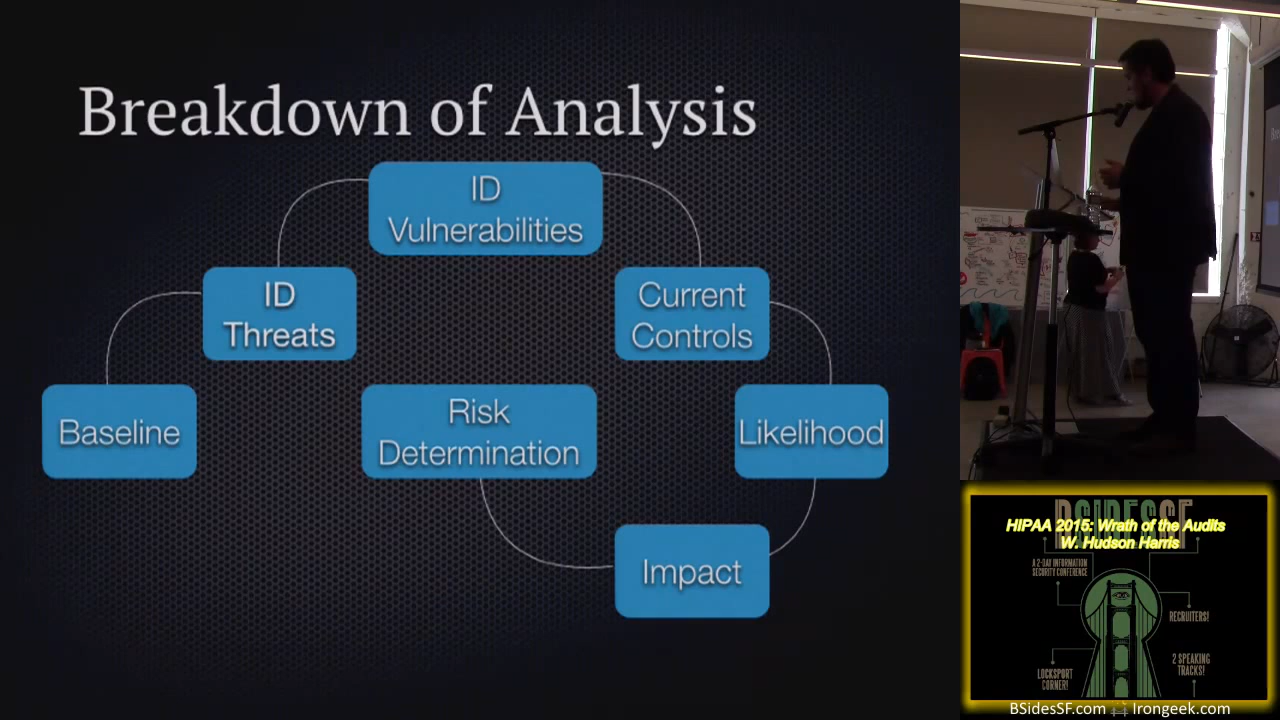 Breakdown of Analysis
ID
Vulnerabilities
ID
Threats
Current
Controls
Baseline
Risk
Determination
Likelihood
Impact
BSIDESSF
HIPAA 2015: Wrath of the Audits
W. Hudson Harris
A 2-DAY INFORMATION
SECURITY CONFERENCE
RECRUITERS!
LOCKSPORT
CORNER!
2 SPEAKING
TRACKS!
BSidesSF.com Irongeek.com